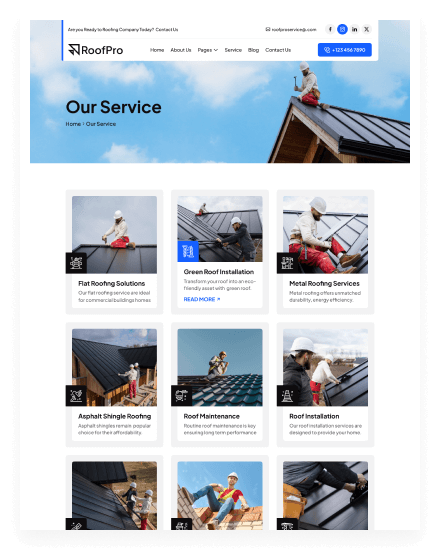 Are you Ready to Roofing Company Today? Contact Us
roofproservice@.com
RoofPro
Home About Us Pages Service Blog Contact Us
+123 456 7890
Our Service
Home > Our Service
Flat Roofing Solutions
Our flat roofing service are ideal
for commercial buildings homes
Green Roof Installation
Transform your roof into an eco-
friendly asset with green roof
READ MORE
Metal Roofing Services
Metal roofing offers unmatched
durability, energy efficiency.
Asphalt Shingle Roofing
Asphalt shingles remain popular
choice for their affordability.
Roof Maintenance
Routine roof maintenance is key
ensuring long term performance
Roof Installation
Our roof installation services are
designed to provide your home.